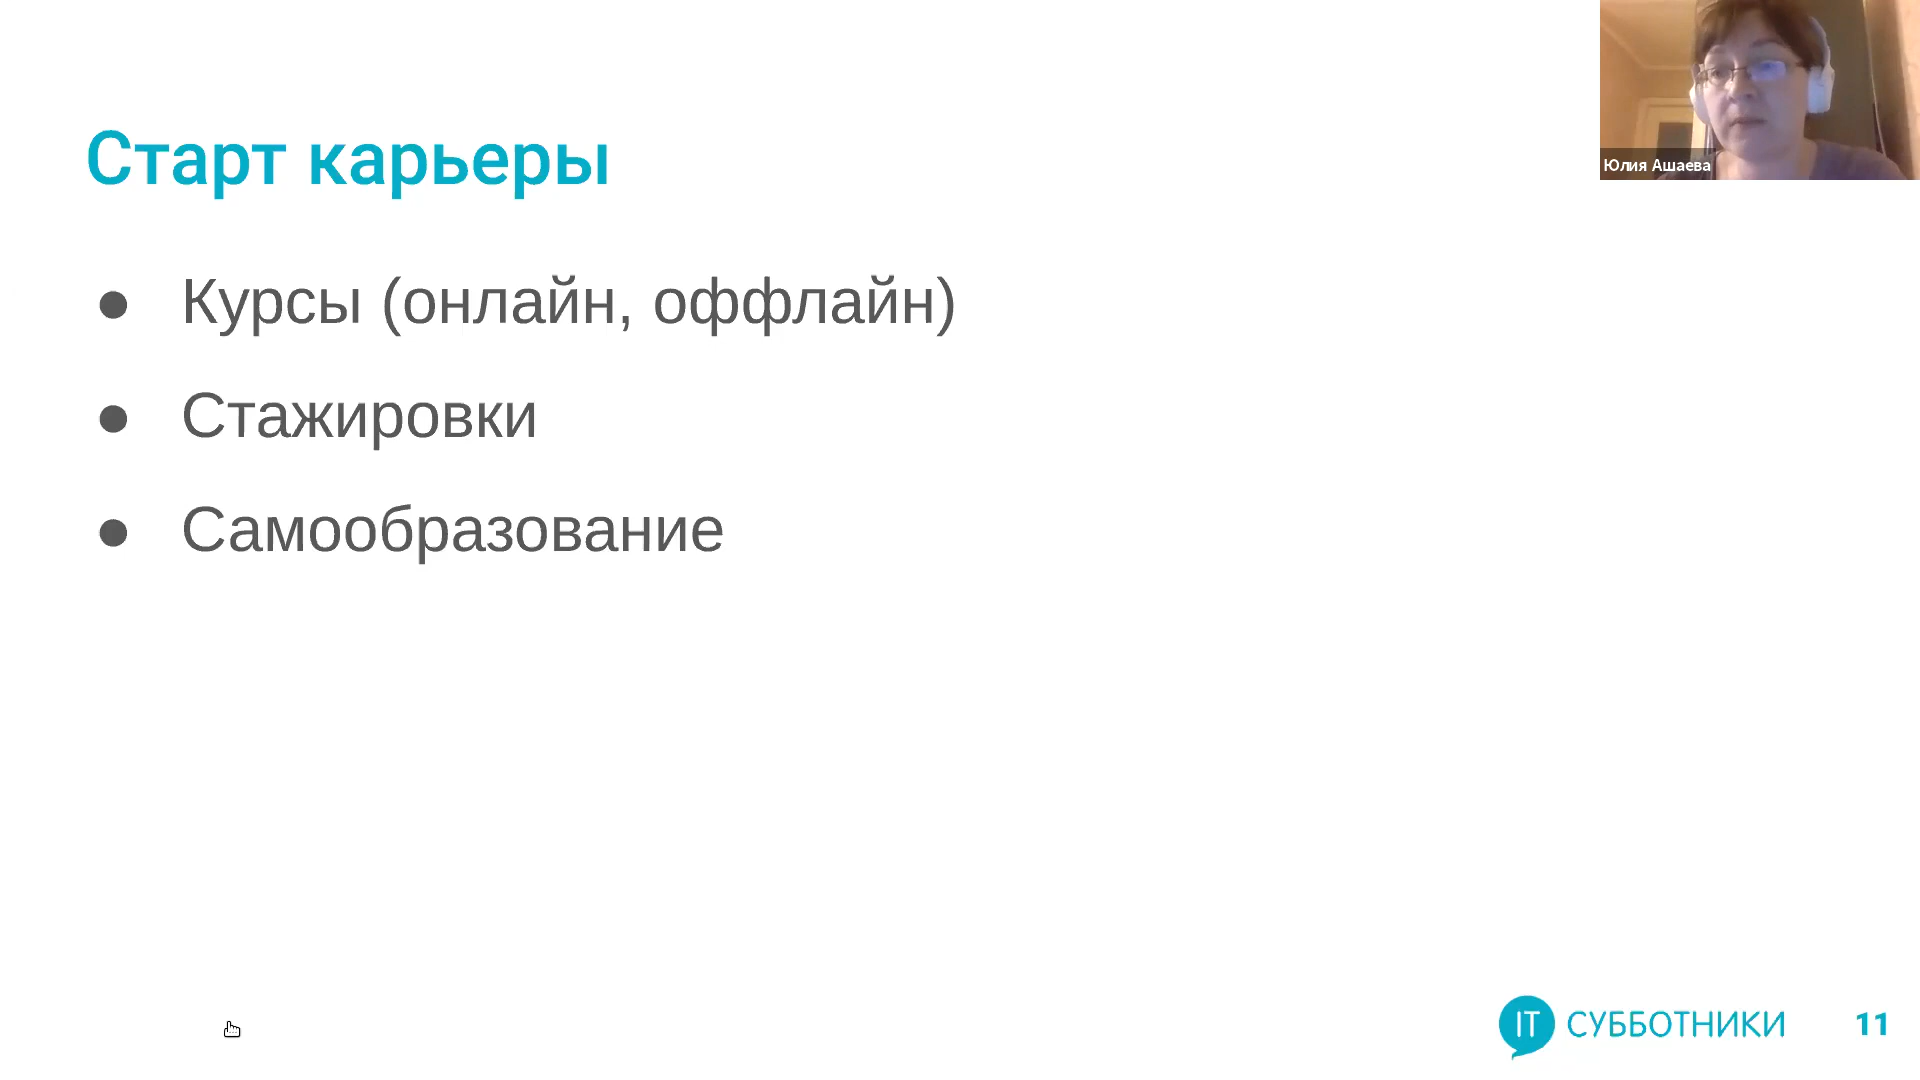 Юлия Ашаева
Старт карьеры
● Курсы (онлайн, оффлайн)
● Стажировки
● Самообразование
IT СУББОТНИКИ
11